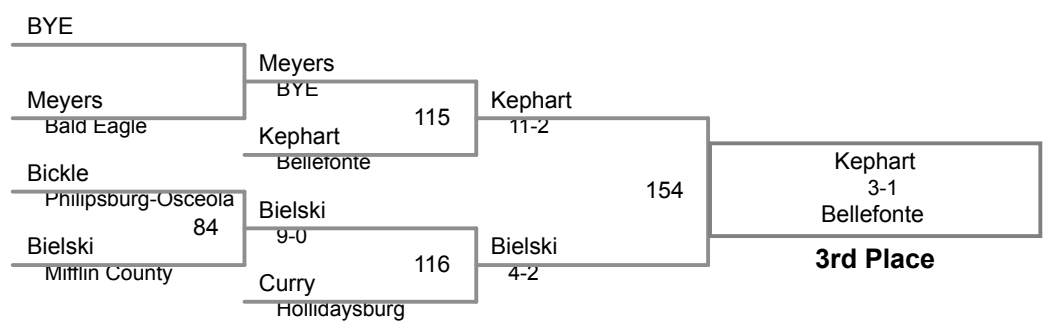 BYE
Meyers
Bald Eagle
Bickle
Philipsburg-Osceola
84
Bielski
Mifflin County
Meyers
BYE
115
Kephart
Bellefonte
Bielski
9-0
116
Curry
Hollidaysburg
Kephart
11-2
154
Bielski
4-2
Kephart
3-1
Bellefonte
3rd Place